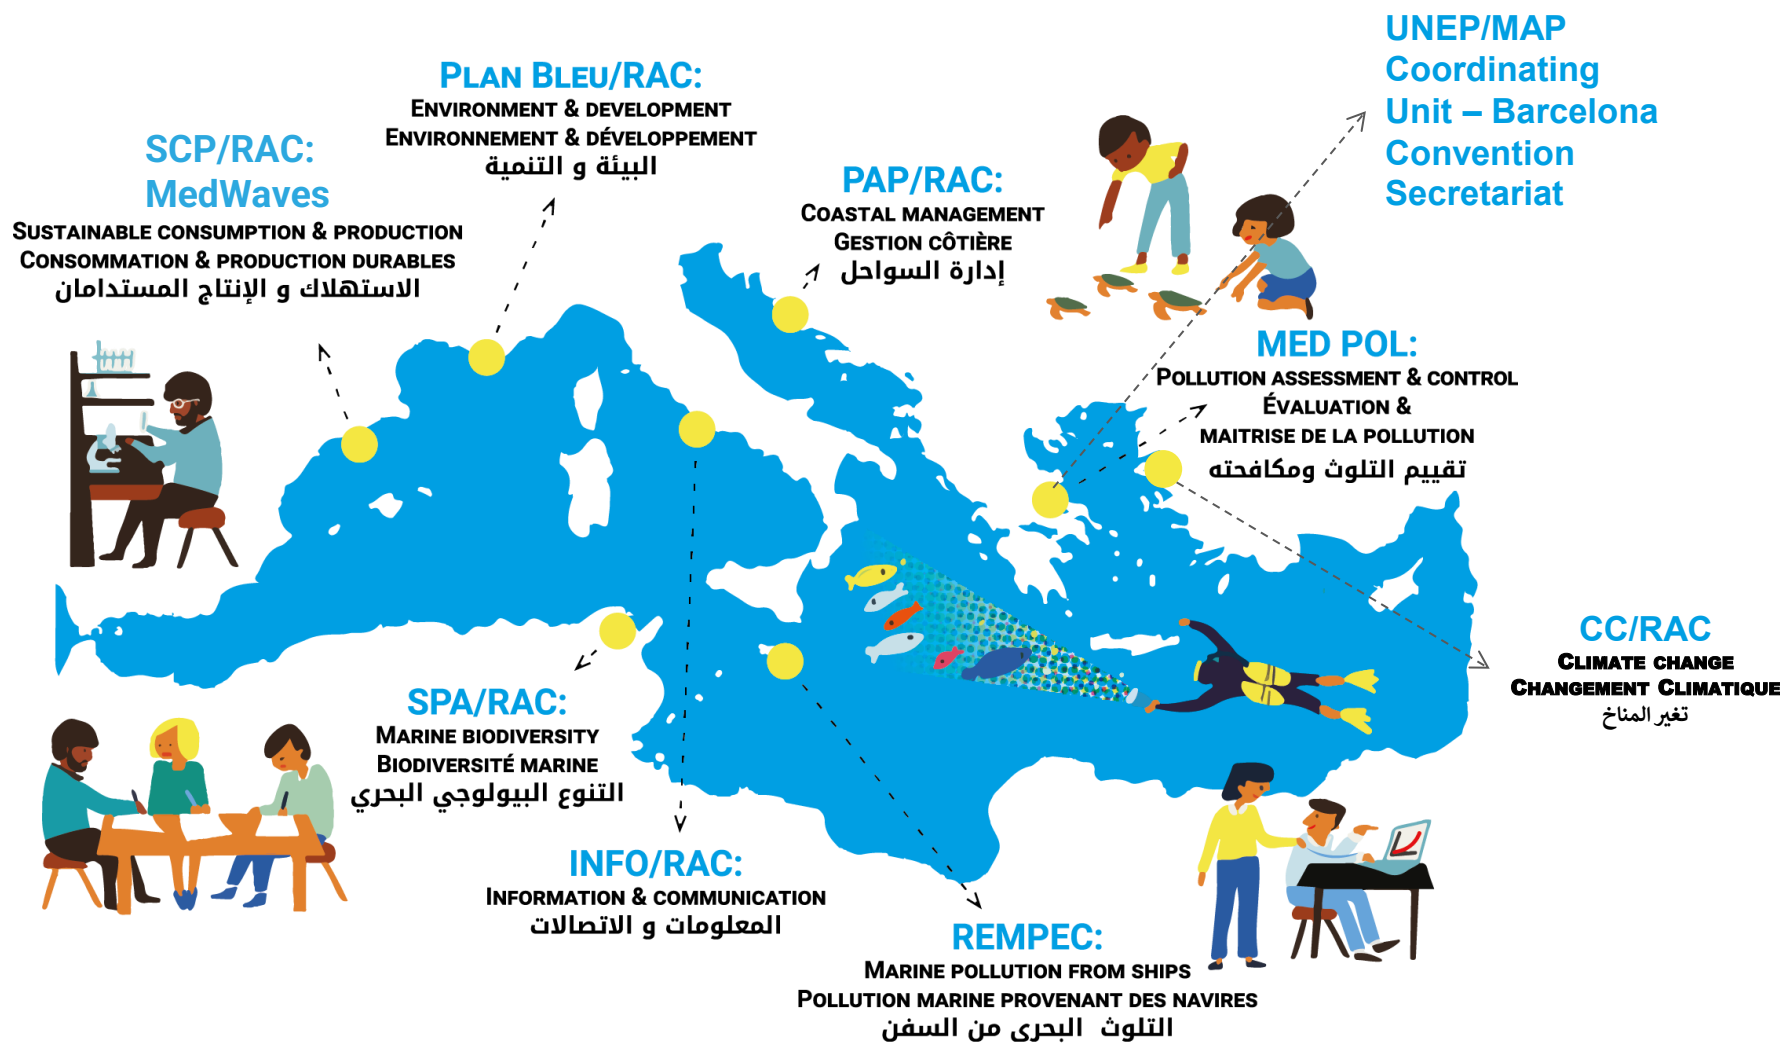 UNEP/MAP
Coordinating
Unit – Barcelona
Convention
Secretariat
PLAN BLEU/RAC:
ENVIRONMENT & DEVELOPMENT
ENVIRONNEMENT & DÉVELOPPEMENT
البيئة و التنمية
SCP/RAC:
MedWaves
SUSTAINABLE CONSUMPTION & PRODUCTION
CONSOMMATION & PRODUCTION DURABLES
الاستهلاك و الإنتاج المستدامان
PAP/RAC:
COASTAL MANAGEMENT
GESTION CÔTIÈRE
إدارة السواحل
MED POL:
POLLUTION ASSESSMENT & CONTROL
ÉVALUATION &
MAITRISE DE LA POLLUTION
تقييم التلوث ومكافحته
CC/RAC
CLIMATE CHANGE
CHANGEMENT CLIMATIQUE
تغير المناخ
SPA/RAC:
MARINE BIODIVERSITY
BIODIVERSITÉ MARINE
التنوع البيولوجي البحري
INFO/RAC:
INFORMATION & COMMUNICATION
المعلومات و الاتصالات
REMPEC:
MARINE POLLUTION FROM SHIPS
POLLUTION MARINE PROVENANT DES NAVIRES
التلوث البحري من السفن